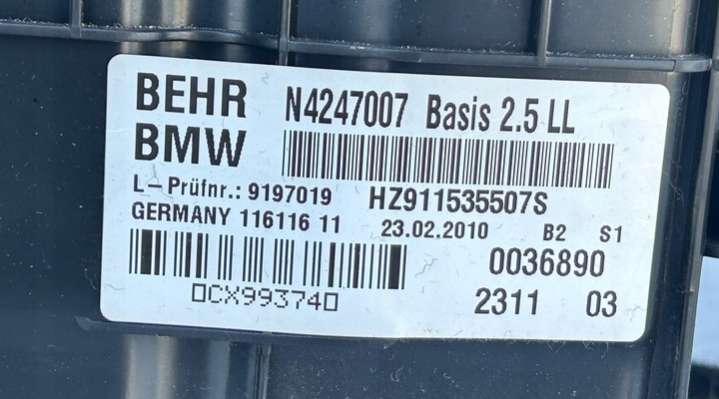 BEHR N4247007 Basis 2.5 LL
BMW
L-Prüfnr.: 9197019 HZ911535507S
GERMANY 116116 11 23.02.2010 B2 S1
0036890
0CX993740 2311 03